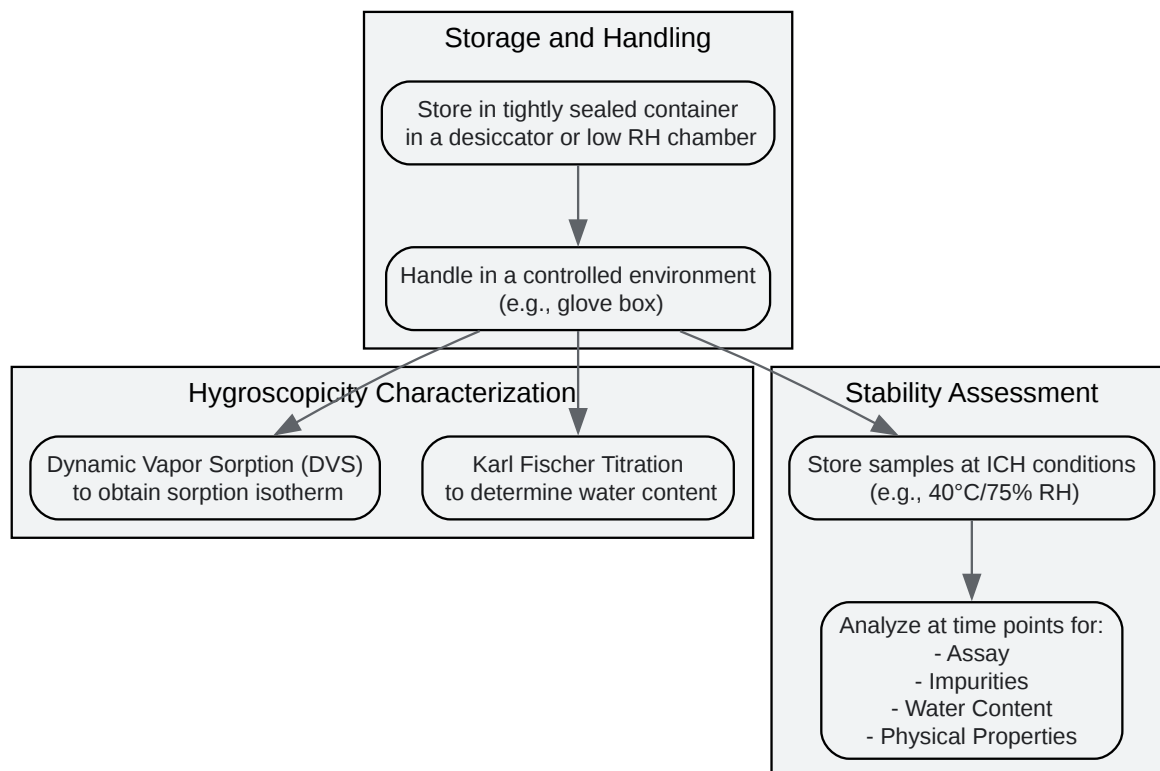 Storage and Handling
Store in tightly sealed container
in a desiccator or low RH chamber
Handle in a controlled environment
(e.g., glove box)
Hygroscopicity Characterization
Dynamic Vapor Sorption (DVS)
to obtain sorption isotherm
Karl Fischer Titration
to determine water content
Stability Assessment
Store samples at ICH conditions
(e.g., 40°C/75% RH)
Analyze at time points for:
- Assay
- Impurities
- Water Content
- Physical Properties